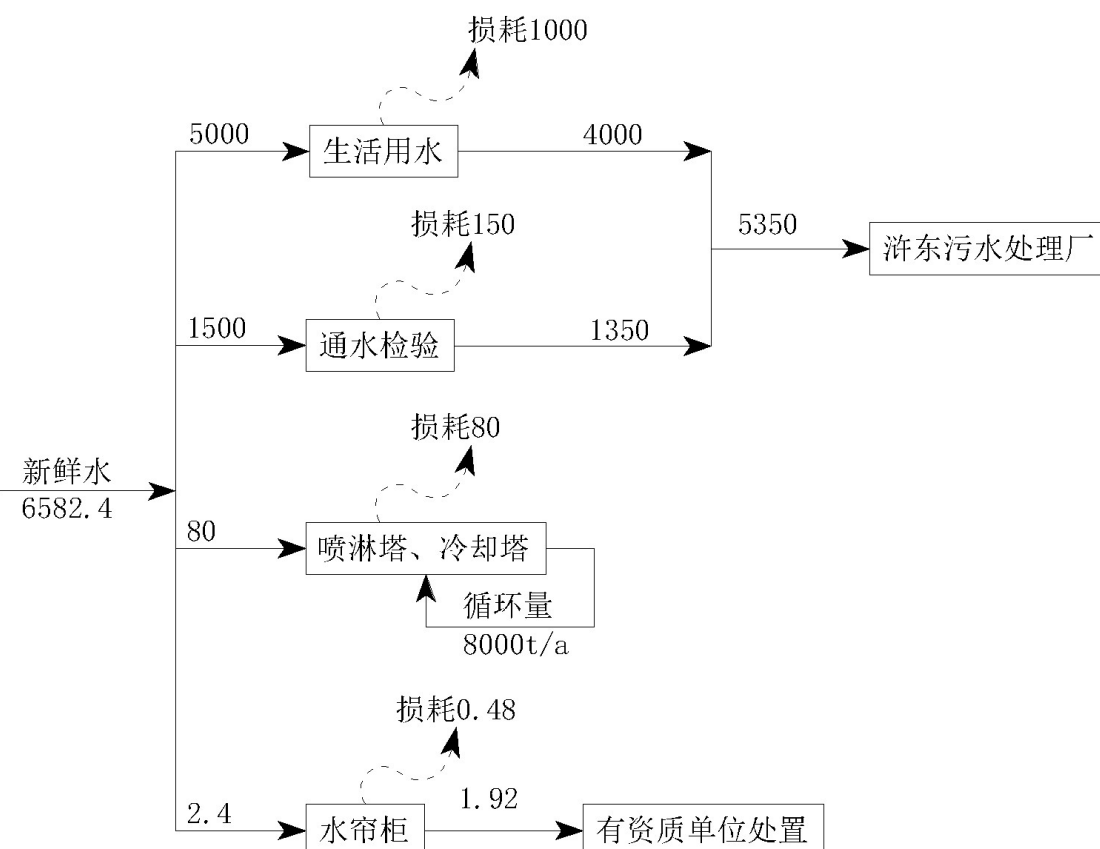 损耗1000
5000
生活用水
4000
损耗150
5350
浒东污水处理厂
1500
通水检验
1350
损耗80
新鲜水
6582.4
80
喷淋塔、冷却塔
循环量
8000t/a
损耗0.48
2.4
水帘柜
1.92
有资质单位处置